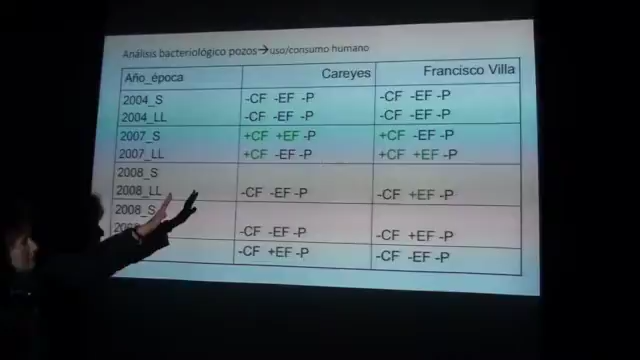 Análisis bacteriológico pozos→uso/consumo humano
Año_época Careyes Francisco Villa
2004_S -CF -EF -P -CF -EF -P
2004_LL -CF -EF -P -CF -EF -P
2007_S +CF +EF -P +CF -EF -P
2007_LL +CF -EF -P +CF +EF -P
2008_S
2008_LL -CF -EF -P -CF +EF -P
2008_S
-CF -EF -P -CF +EF -P
-CF +EF -P -CF -EF -P